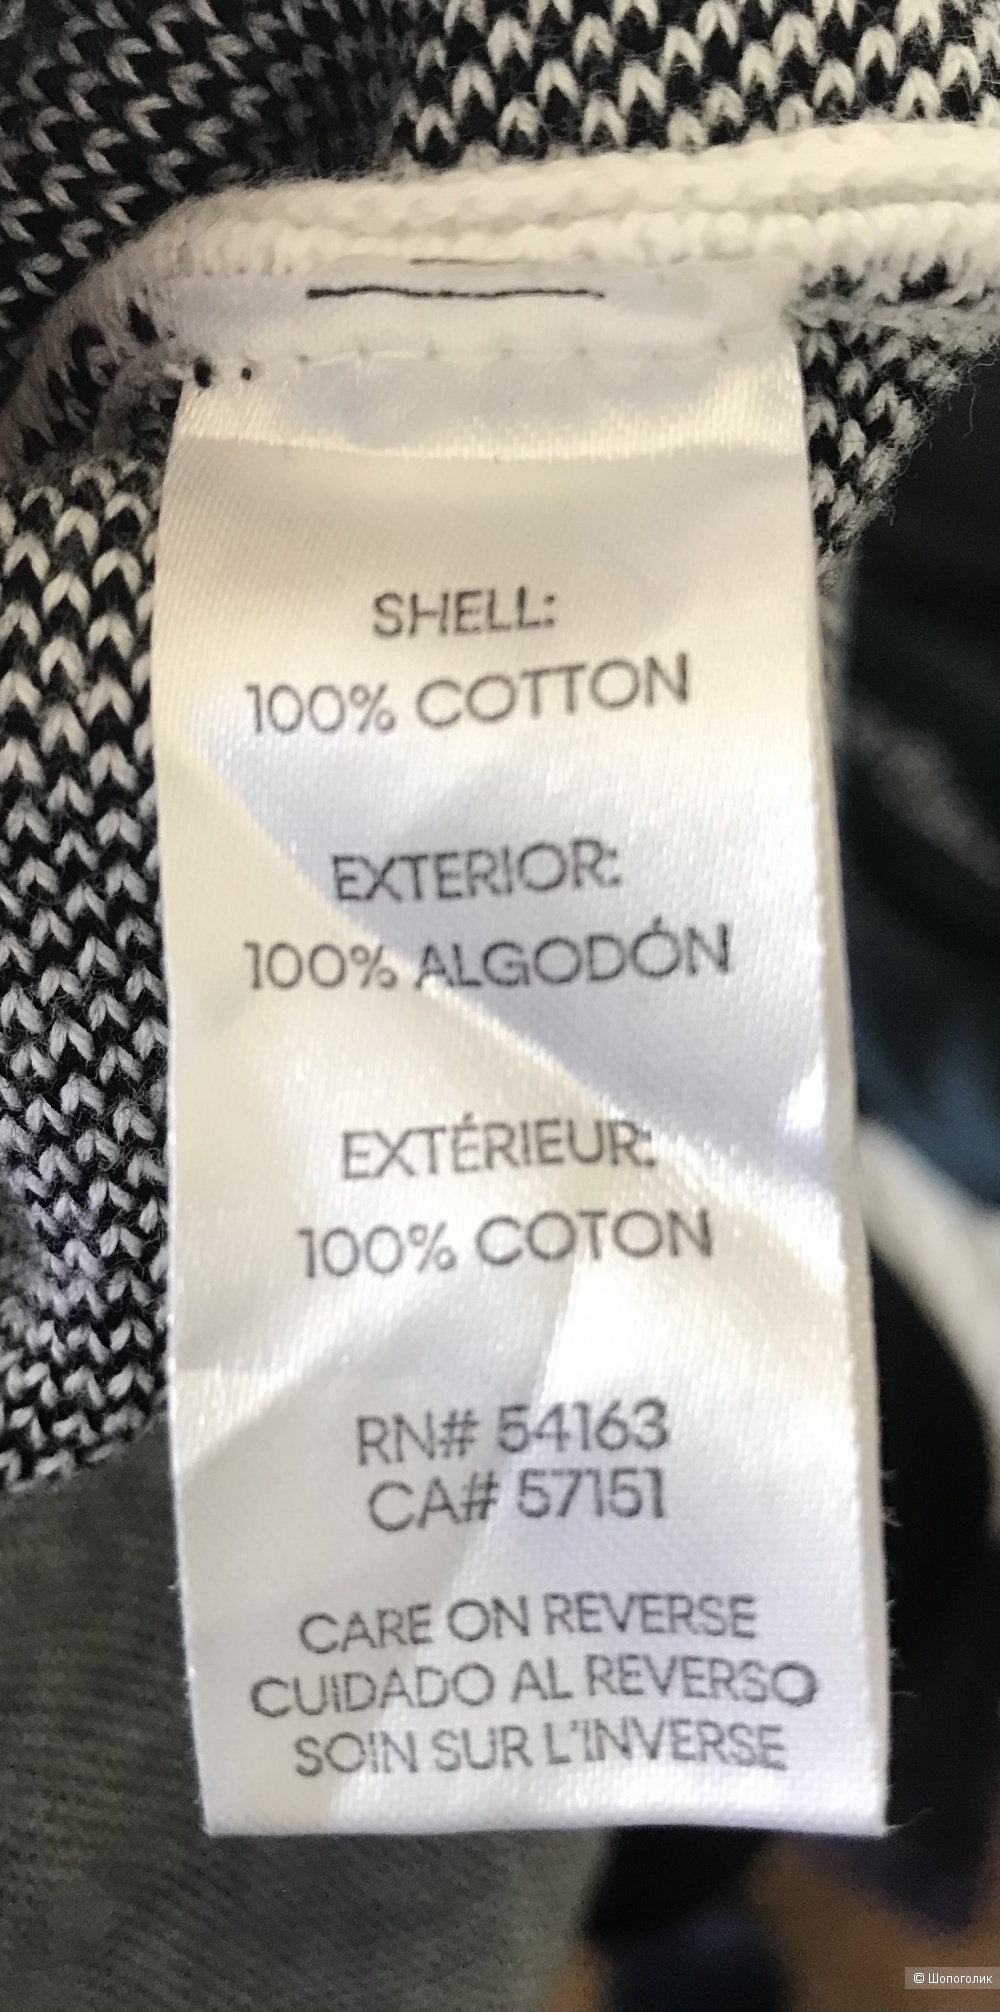 SHELL:
100% COTTON
EXTERIOR:
100% ALGODÓN
EXTÉRIEUR:
100% COTON
RN# 54163
CA# 57151
CARE ON REVERSE
CUIDADO AL REVERSO
SOIN SUR L'INVERSE
© Шопоголик